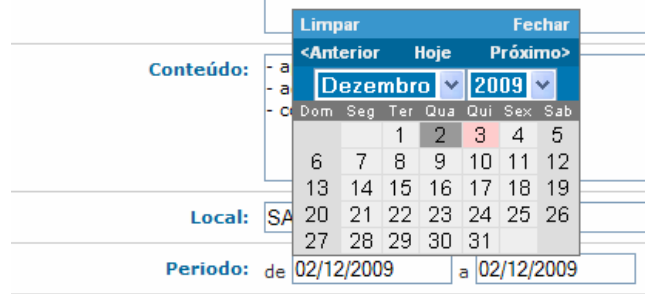 Limpar Fechar
<Anterior Hoje Próximo>
Conteúdo: - a
Dezembro 2009
- a
- c
Dom Seg Ter Qua Qui Sex Sab
1 2 3 4 5
6 7 8 9 10 11 12
13 14 15 16 17 18 19
Local: SA
20 21 22 23 24 25 26
27 28 29 30 31
Periodo: de 02/12/2009 a 02/12/2009